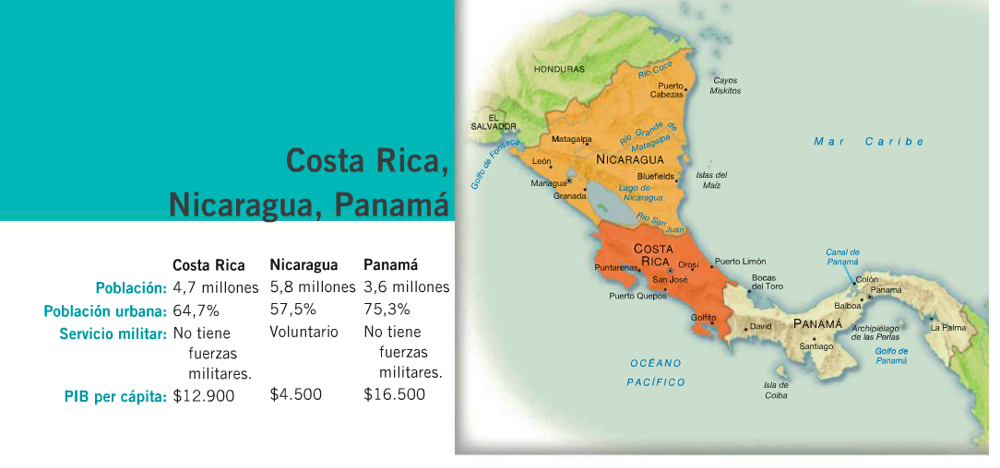 Costa Rica,
Nicaragua, Panamá
Costa Rica Nicaragua Panamá
Población: 4,7 millones 5,8 millones 3,6 millones
Población urbana: 64,7% 57,5% 75,3%
Servicio militar: No tiene Voluntario No tiene
fuerzas fuerzas
militares. militares.
PIB per cápita: $12.900 $4.500 $16.500
HONDURAS
Río Coco
Cayos
Miskitos
Puerto
Cabezas
EL
SALVADOR
Golfo de Fonseca
Matagalpa
Río Grande de
Matagalpa
Mar Caribe
León
NICARAGUA
Managua
Granada
Bluefields
Islas del
Maíz
Lago de
Nicaragua
Río San Juan
COSTA
RICA
Puntarenas
Orosi
Puerto Limón
San José
Puerto Quepos
Bocas
del Toro
Canal de
Panamá
Colón
Panamá
Balboa
Golfito
David
PANAMÁ
Archipiélago
de las Perlas
La Palma
Santiago
Golfo de
Panamá
OCÉANO
PACÍFICO
Isla de
Coiba